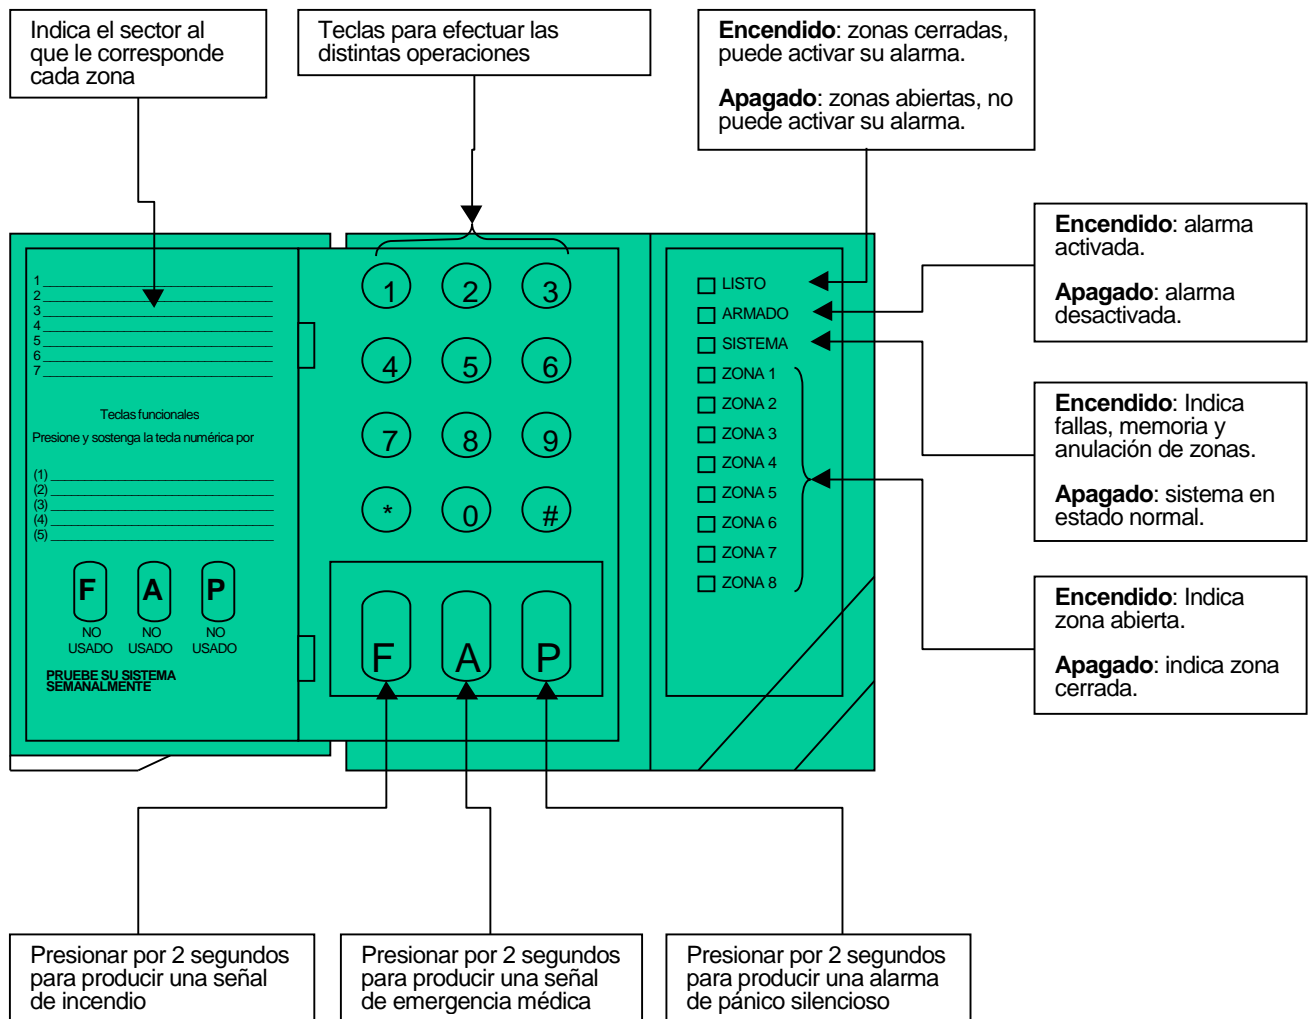 Indica el sector al
que le corresponde
cada zona
Teclas para efectuar las
distintas operaciones
Encendido: zonas cerradas,
puede activar su alarma.
Apagado: zonas abiertas, no
puede activar su alarma.
Encendido: alarma
activada.
Apagado: alarma
desactivada.
Encendido: Indica
fallas, memoria y
anulación de zonas.
Apagado: sistema en
estado normal.
Encendido: Indica
zona abierta.
Apagado: indica zona
cerrada.
1
2
3
4
5
6
7
Teclas funcionales
Presione y sostenga la tecla numérica por
(1)
(2)
(3)
(4)
(5)
F A P
NO NO NO
USADO USADO USADO
PRUEBE SU SISTEMA
SEMANALMENTE
1 2 3
4 5 6
7 8 9
* 0 #
F A P
LISTO
ARMADO
SISTEMA
ZONA 1
ZONA 2
ZONA 3
ZONA 4
ZONA 5
ZONA 6
ZONA 7
ZONA 8
Presionar por 2 segundos
para producir una señal
de incendio
Presionar por 2 segundos
para producir una señal
de emergencia médica
Presionar por 2 segundos
para producir una alarma
de pánico silencioso